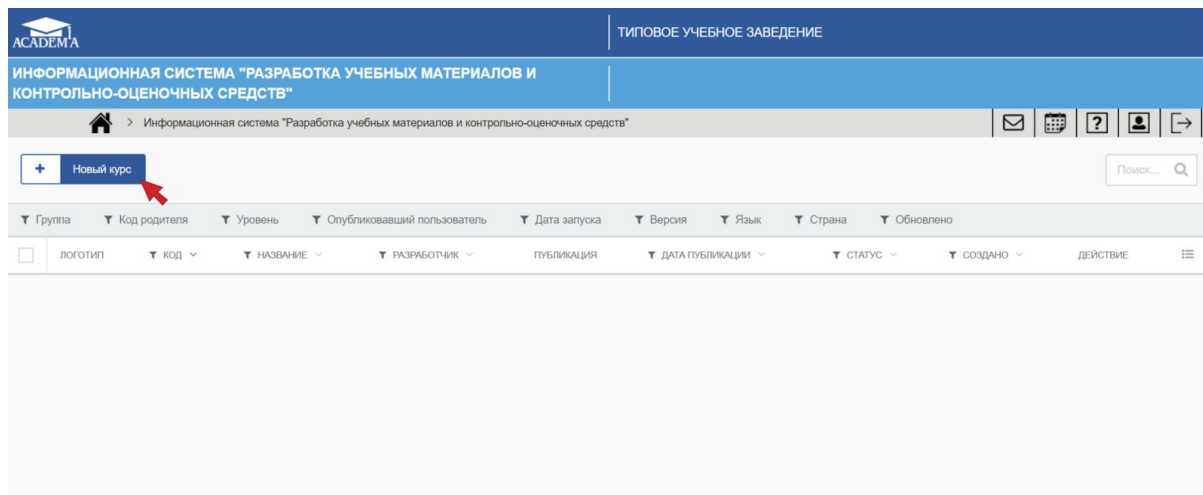 ACADEM'A
ТИПОВОЕ УЧЕБНОЕ ЗАВЕДЕНИЕ
ИНФОРМАЦИОННАЯ СИСТЕМА "РАЗРАБОТКА УЧЕБНЫХ МАТЕРИАЛОВ И
КОНТРОЛЬНО-ОЦЕНОЧНЫХ СРЕДСТВ"
> Информационная система "Разработка учебных материалов и контрольно-оценочных средств"
+ Новый курс
Поиск...
Группа Код родителя Уровень Опубликовавший пользователь Дата запуска Версия Язык Страна Обновлено
ЛОГОТИП КОД НАЗВАНИЕ РАЗРАБОТЧИК ПУБЛИКАЦИЯ ДАТА ПУБЛИКАЦИИ СТАТУС СОЗДАНО ДЕЙСТВИЕ